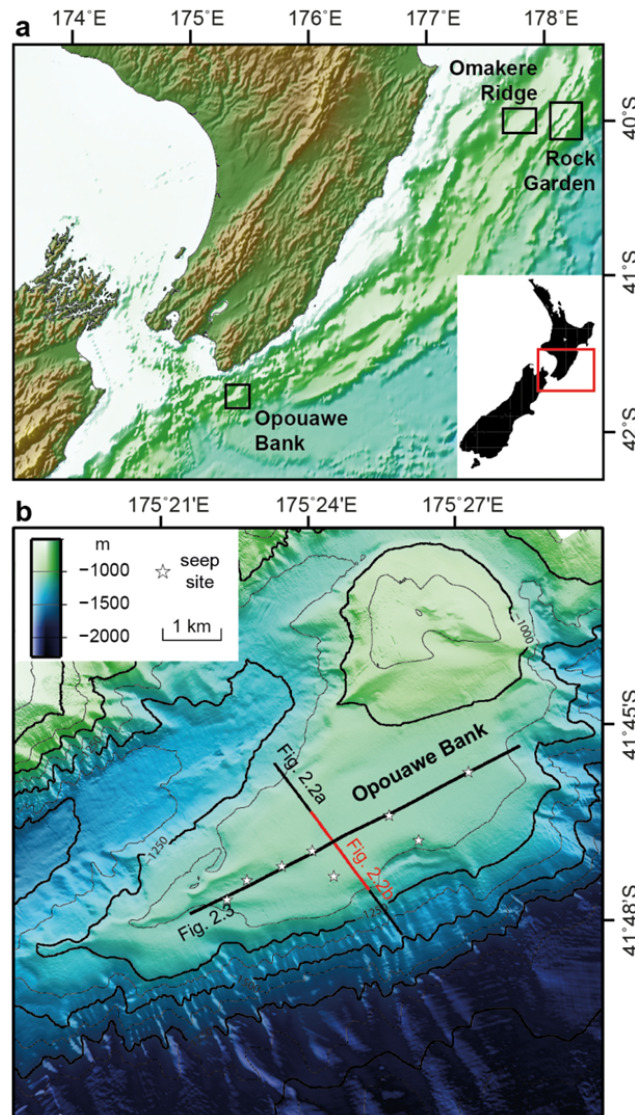 a
174°E 175°E 176°E 177°E 178°E
Omakere
Ridge
Rock
Garden
40°S
41°S
42°S
Opouawe
Bank
b
175°21'E 175°24'E 175°27'E
m
−1000
−1500
−2000
seep
site
1 km
−1000
41°45'S
Opouawe Bank
Fig. 2.2a
−1250
Fig. 2.2b
Fig. 2.3
1250
41°48'S